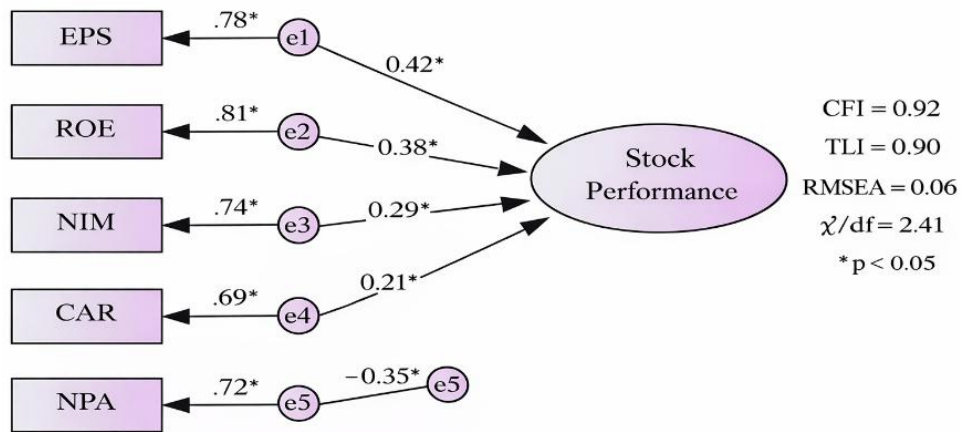 EPS
.78*
e1
0.42*
ROE
.81*
e2
0.38*
NIM
.74*
e3
0.29*
CAR
.69*
e4
0.21*
NPA
.72*
e5
−0.35*
e5
Stock
Performance
CFI = 0.92
TLI = 0.90
RMSEA = 0.06
χ²/df = 2.41
*p < 0.05